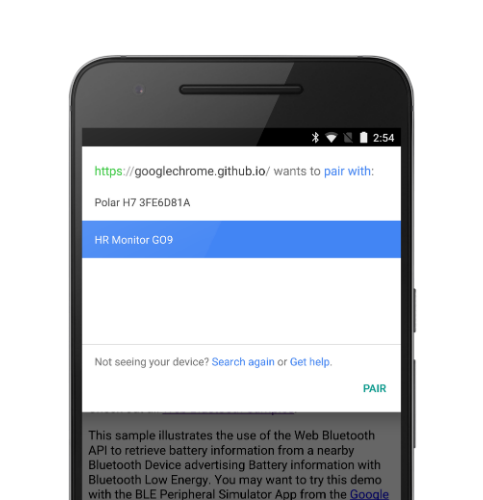 2:54
https://googlechrome.github.io/ wants to pair with:
Polar H7 3FE6D81A
HR Monitor GO9
Not seeing your device? Search again or Get help.
PAIR
This sample illustrates the use of the Web Bluetooth
API to retrieve battery information from a nearby
Bluetooth Device advertising Battery information with
Bluetooth Low Energy. You may want to try this demo
with the BLE Peripheral Simulator App from the Google